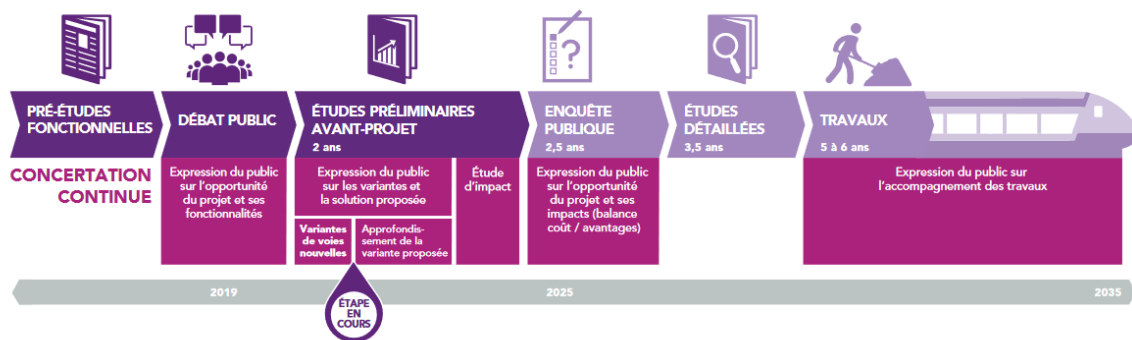 PRÉ-ÉTUDES
FONCTIONNELLES
DÉBAT PUBLIC
ÉTUDES PRÉLIMINAIRES
AVANT-PROJET
2 ans
ENQUÊTE
PUBLIQUE
2,5 ans
ÉTUDES
DÉTAILLÉES
3,5 ans
TRAVAUX
5 à 6 ans
CONCERTATION
CONTINUE
Expression du public
sur l'opportunité
du projet et ses
fonctionnalités
Expression du public
sur les variantes et
la solution proposée
Variantes
de voies
nouvelles
Approfondis-
sement de la
variante proposée
Étude
d'impact
Expression du public
sur l'opportunité
du projet et ses
impacts (balance
coût / avantages)
Expression du public sur
l'accompagnement des travaux
2019
ÉTAPE
EN
COURS
2025
2035